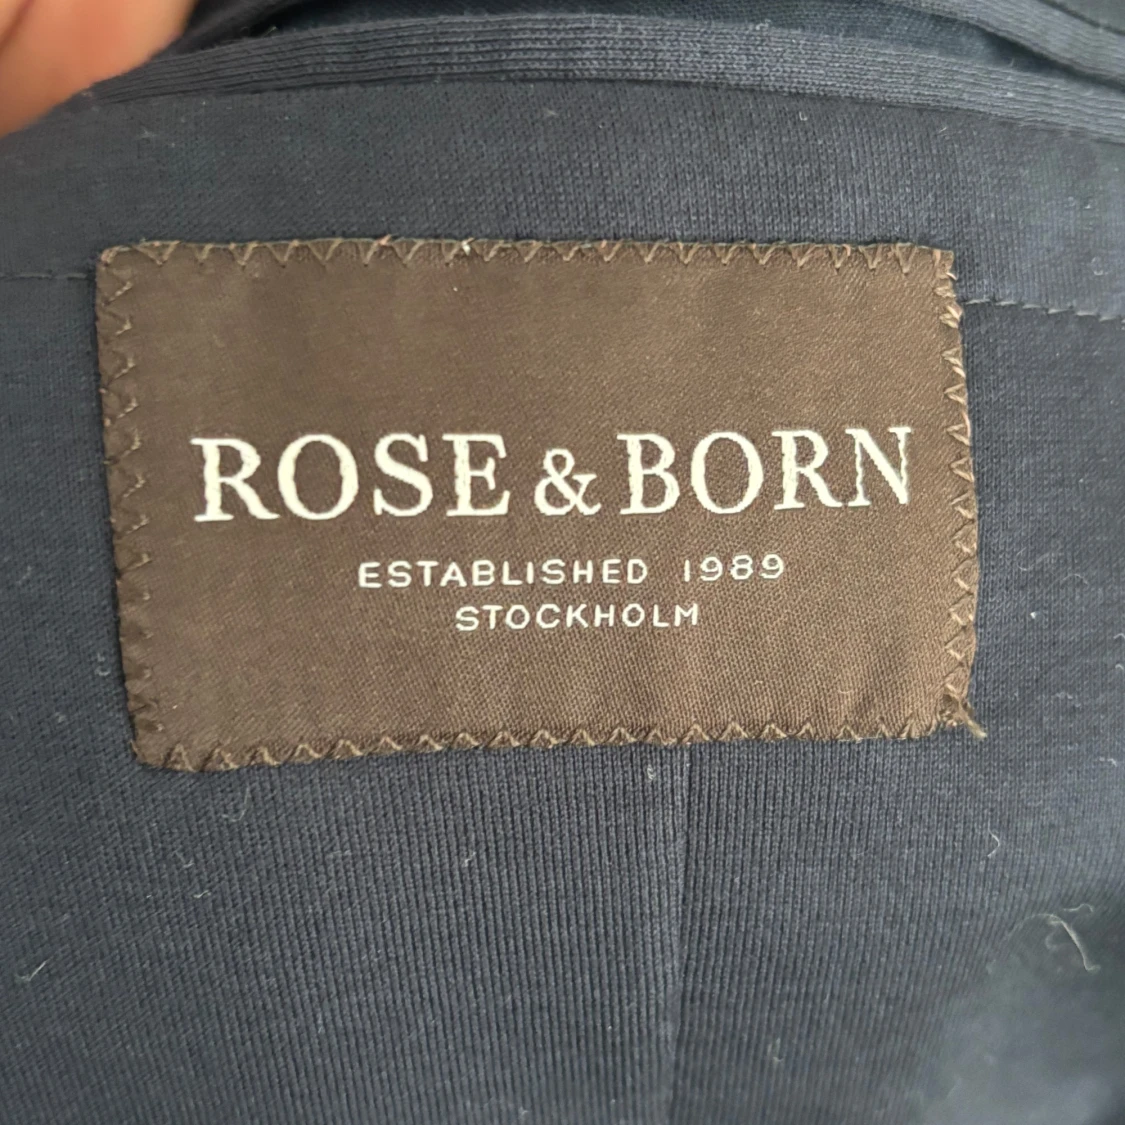 ROSE & BORN
ESTABLISHED 1989
STOCKHOLM